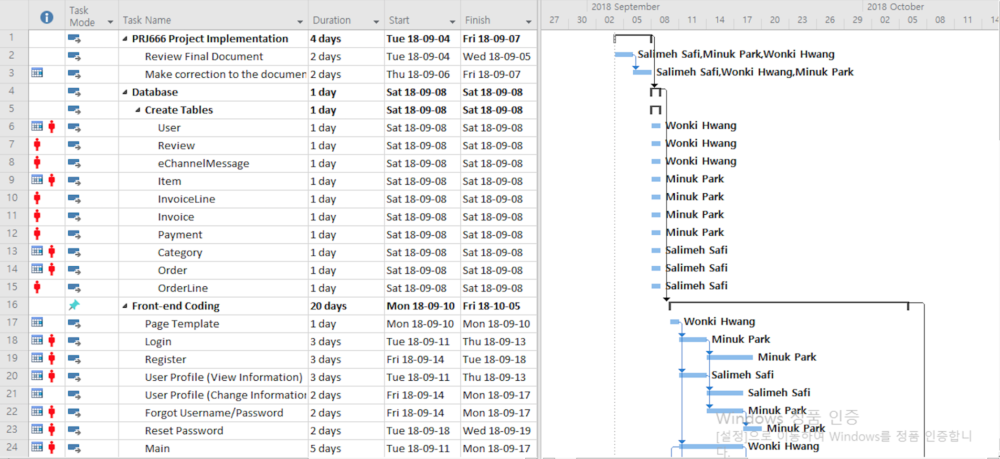 Task Mode Task Name Duration Start Finish
2018 September 2018 October
27 30 02 05 08 11 14 17 20 23 26 29 02 05 08 11 14
1 PRJ666 Project Implementation 4 days Tue 18-09-04 Fri 18-09-07
2 Review Final Document 2 days Tue 18-09-04 Wed 18-09-05 Salimeh Safi,Minuk Park,Wonki Hwang
3 Make correction to the documen 2 days Thu 18-09-06 Fri 18-09-07 Salimeh Safi,Wonki Hwang,Minuk Park
4 Database 1 day Sat 18-09-08 Sat 18-09-08
5 Create Tables 1 day Sat 18-09-08 Sat 18-09-08
6 User 1 day Sat 18-09-08 Sat 18-09-08 Wonki Hwang
7 Review 1 day Sat 18-09-08 Sat 18-09-08 Wonki Hwang
8 eChannelMessage 1 day Sat 18-09-08 Sat 18-09-08 Wonki Hwang
9 Item 1 day Sat 18-09-08 Sat 18-09-08 Minuk Park
10 InvoiceLine 1 day Sat 18-09-08 Sat 18-09-08 Minuk Park
11 Invoice 1 day Sat 18-09-08 Sat 18-09-08 Minuk Park
12 Payment 1 day Sat 18-09-08 Sat 18-09-08 Minuk Park
13 Category 1 day Sat 18-09-08 Sat 18-09-08 Salimeh Safi
14 Order 1 day Sat 18-09-08 Sat 18-09-08 Salimeh Safi
15 OrderLine 1 day Sat 18-09-08 Sat 18-09-08 Salimeh Safi
16 Front-end Coding 20 days Mon 18-09-10 Fri 18-10-05
17 Page Template 1 day Mon 18-09-10 Mon 18-09-10 Wonki Hwang
18 Login 3 days Tue 18-09-11 Thu 18-09-13 Minuk Park
19 Register 3 days Fri 18-09-14 Tue 18-09-18 Minuk Park
20 User Profile (View Information) 3 days Tue 18-09-11 Thu 18-09-13 Salimeh Safi
21 User Profile (Change Information 2 days Fri 18-09-14 Mon 18-09-17 Salimeh Safi
22 Forgot Username/Password 2 days Fri 18-09-14 Mon 18-09-17 Minuk Park
Windows 정품 인증
23 Reset Password 2 days Tue 18-09-18 Wed 18-09-19 Minuk Park
[설정]으로 이동하여 Windows를 정품 인증합니
24 Main 5 days Tue 18-09-11 Mon 18-09-17 Wonki Hwang
다.